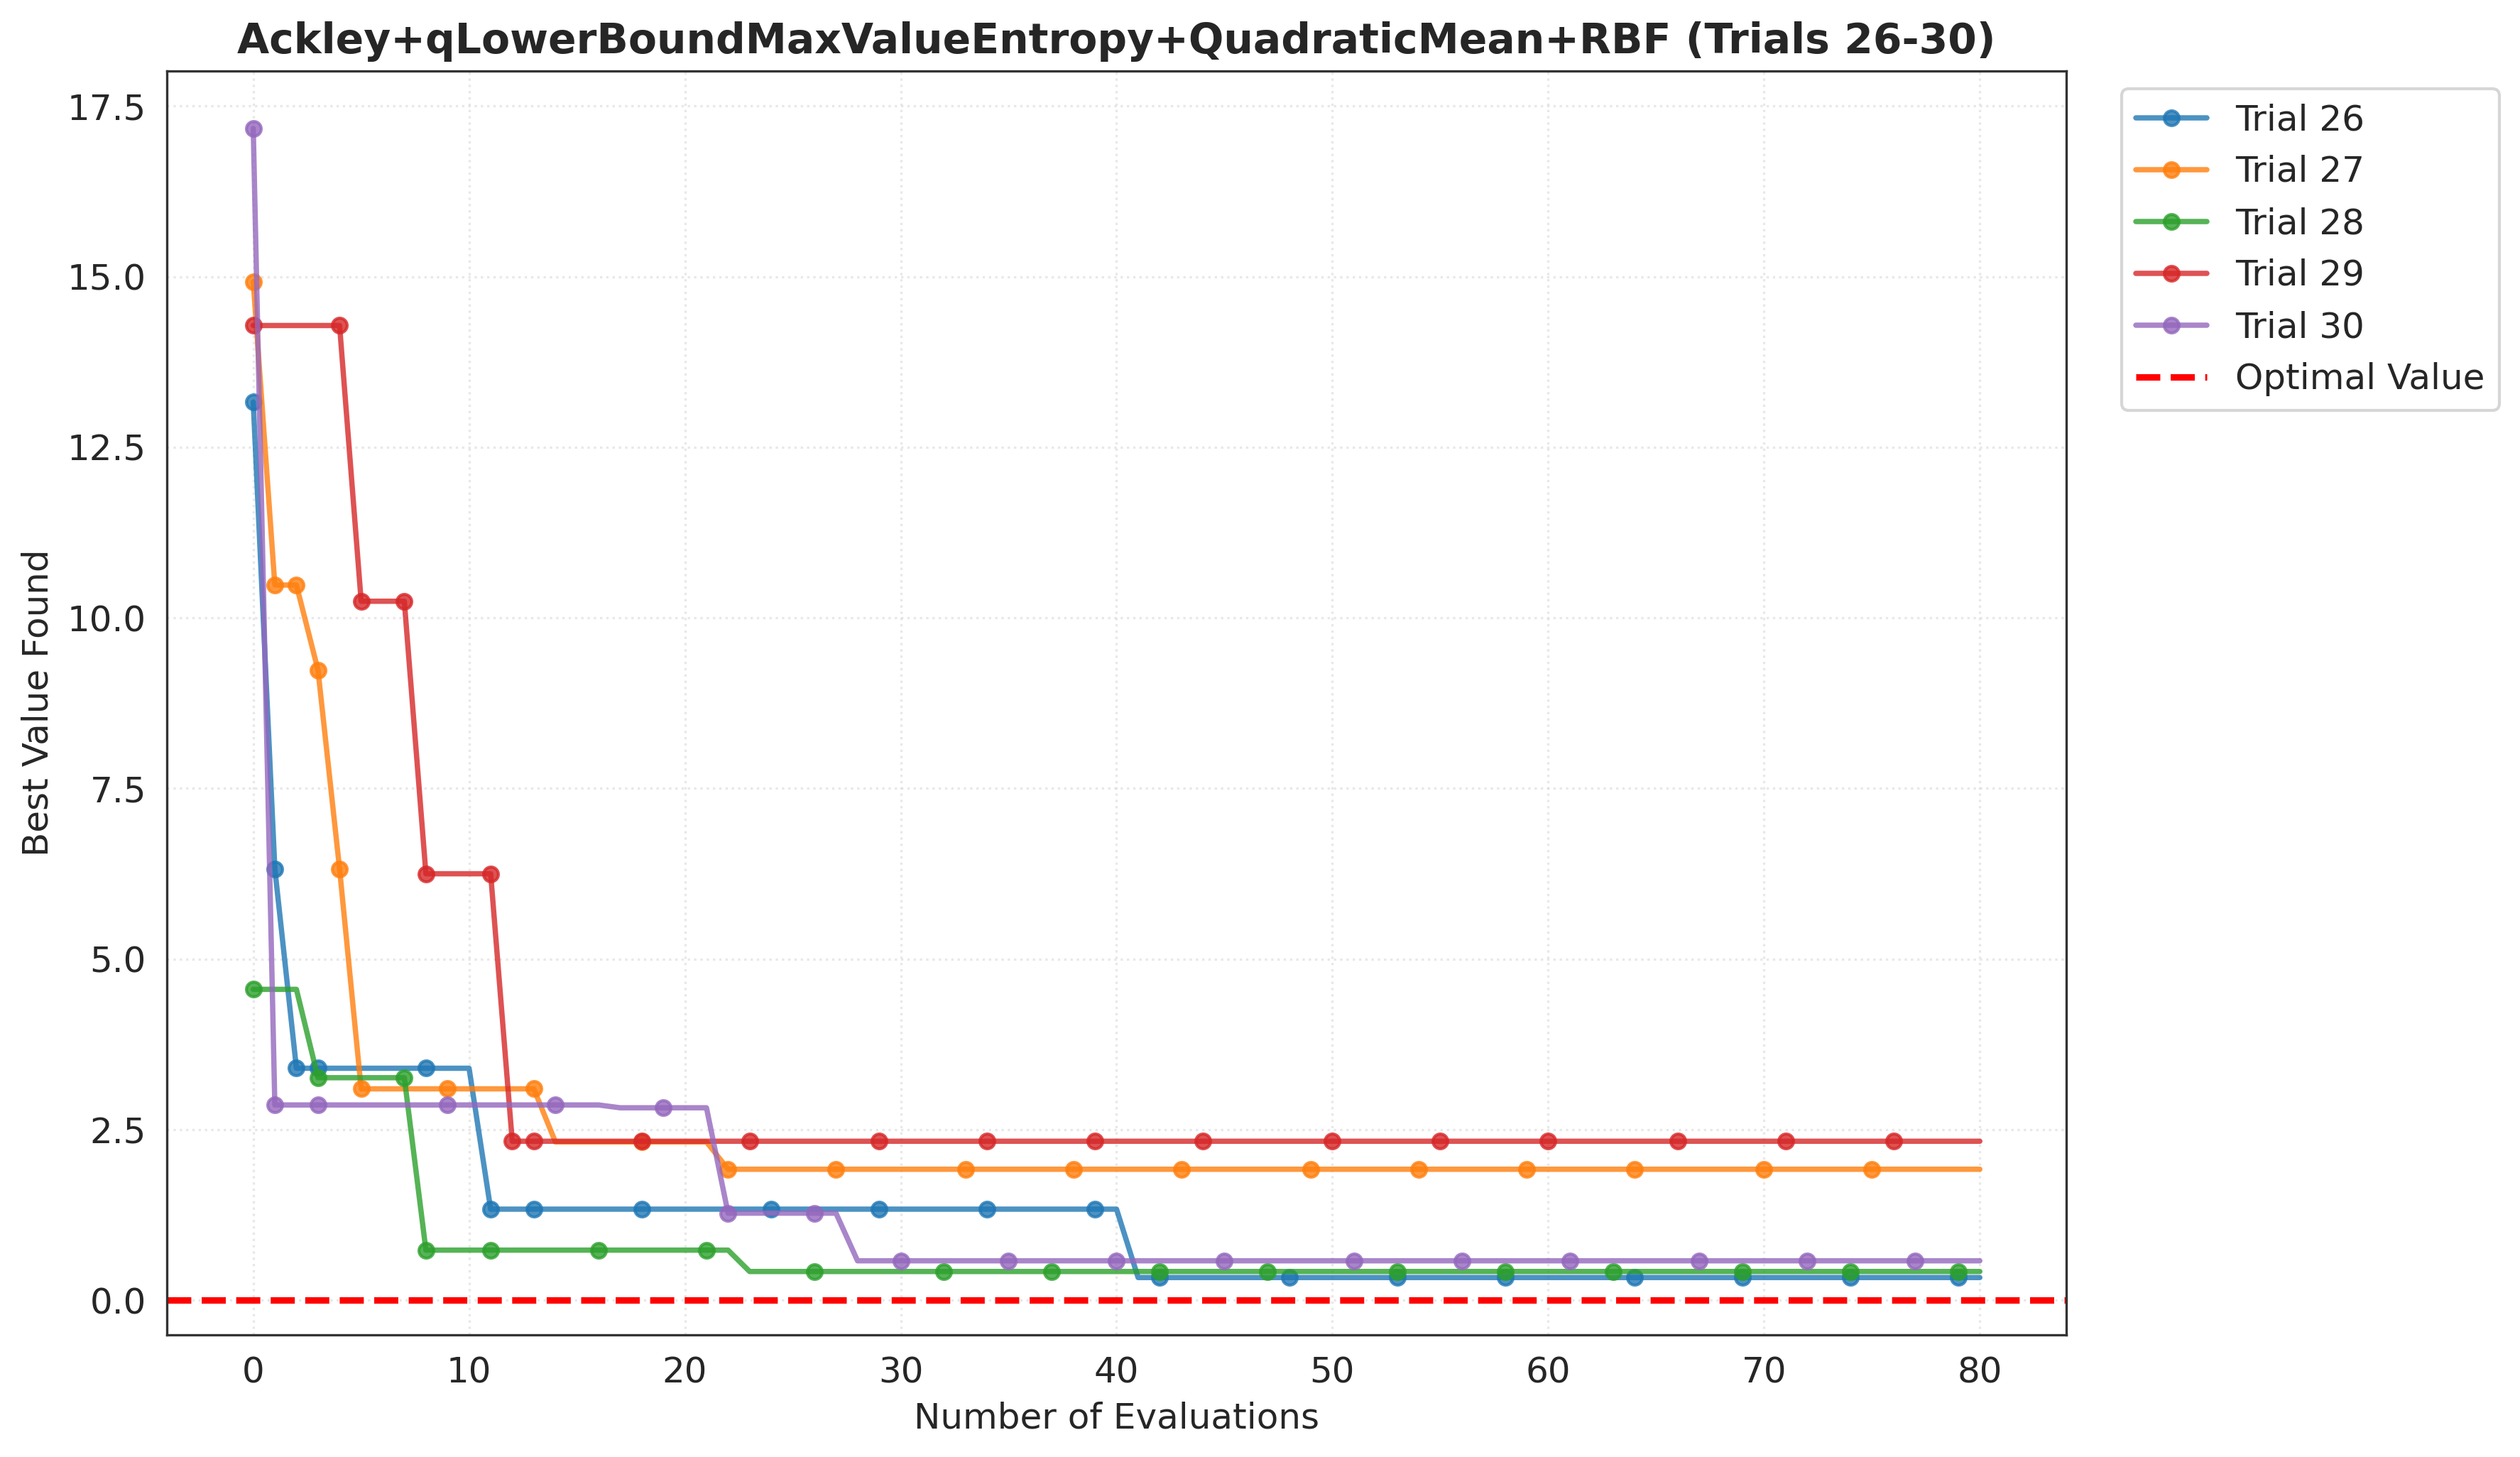 Ackley+qLowerBoundMaxValueEntropy+QuadraticMean+RBF (Trials 26-30)
17.5
15.0
12.5
10.0
7.5
5.0
2.5
0.0
Best Value Found
0 10 20 30 40 50 60 70 80
Number of Evaluations
Trial 26
Trial 27
Trial 28
Trial 29
Trial 30
Optimal Value